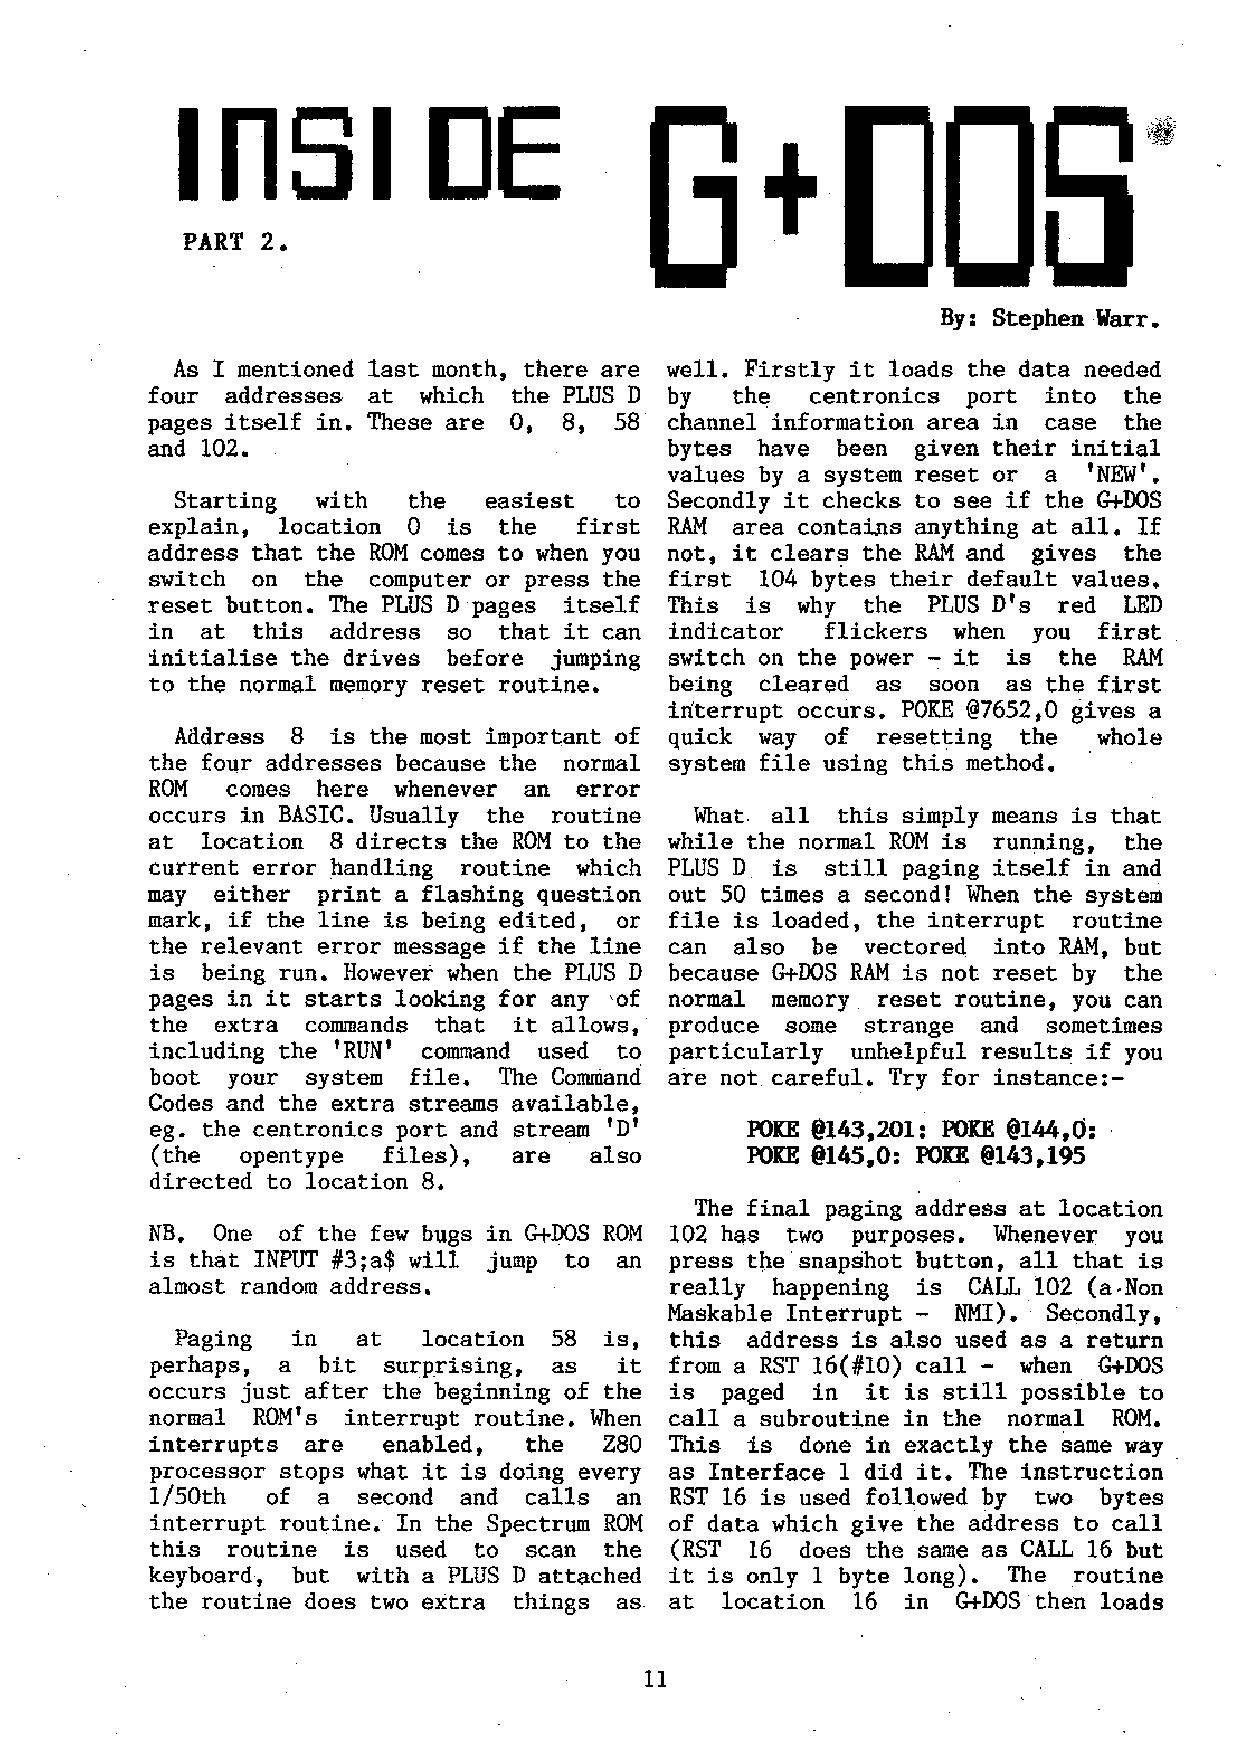 INSIDE G+DOS
PART 2.
By: Stephen Warr.
As I mentioned last month, there are
four addresses at which the PLUS D
pages itself in. These are 0, 8, 58
and 102.
Starting with the easiest to
explain, location 0 is the first
address that the ROM comes to when you
switch on the computer or press the
reset button. The PLUS D pages itself
in at this address so that it can
initialise the drives before jumping
to the normal memory reset routine.
Address 8 is the most important of
the four addresses because the normal
ROM comes here whenever an error
occurs in BASIC. Usually the routine
at location 8 directs the ROM to the
current error handling routine which
may either print a flashing question
mark, if the line is being edited, or
the relevant error message if the line
is being run. However when the PLUS D
pages in it starts looking for any of
the extra commands that it allows,
including the 'RUN' command used to
boot your system file. The Command
Codes and the extra streams available,
eg. the centronics port and stream 'D'
(the opentype files), are also
directed to location 8.
NB. One of the few bugs in G+DOS ROM
is that INPUT #3;a$ will jump to an
almost random address.
Paging in at location 58 is,
perhaps, a bit surprising, as it
occurs just after the beginning of the
normal ROM's interrupt routine. When
interrupts are enabled, the Z80
processor stops what it is doing every
1/50th of a second and calls an
interrupt routine. In the Spectrum ROM
this routine is used to scan the
keyboard, but with a PLUS D attached
the routine does two extra things as
well. Firstly it loads the data needed
by the centronics port into the
channel information area in case the
bytes have been given their initial
values by a system reset or a 'NEW'.
Secondly it checks to see if the G+DOS
RAM area contains anything at all. If
not, it clears the RAM and gives the
first 104 bytes their default values.
This is why the PLUS D's red LED
indicator flickers when you first
switch on the power - it is the RAM
being cleared as soon as the first
interrupt occurs. POKE @7652,0 gives a
quick way of resetting the whole
system file using this method.
What all this simply means is that
while the normal ROM is running, the
PLUS D is still paging itself in and
out 50 times a second! When the system
file is loaded, the interrupt routine
can also be vectored into RAM, but
because G+DOS RAM is not reset by the
normal memory reset routine, you can
produce some strange and sometimes
particularly unhelpful results if you
are not careful. Try for instance:-
POKE @143,201: POKE @144,0:
POKE @145,0: POKE @143,195
The final paging address at location
102 has two purposes. Whenever you
press the snapshot button, all that is
really happening is CALL 102 (a Non
Maskable Interrupt - NMI). Secondly,
this address is also used as a return
from a RST 16(#10) call - when G+DOS
is paged in it is still possible to
call a subroutine in the normal ROM.
This is done in exactly the same way
as Interface 1 did it. The instruction
RST 16 is used followed by two bytes
of data which give the address to call
(RST 16 does the same as CALL 16 but
it is only 1 byte long). The routine
at location 16 in G+DOS then loads
11